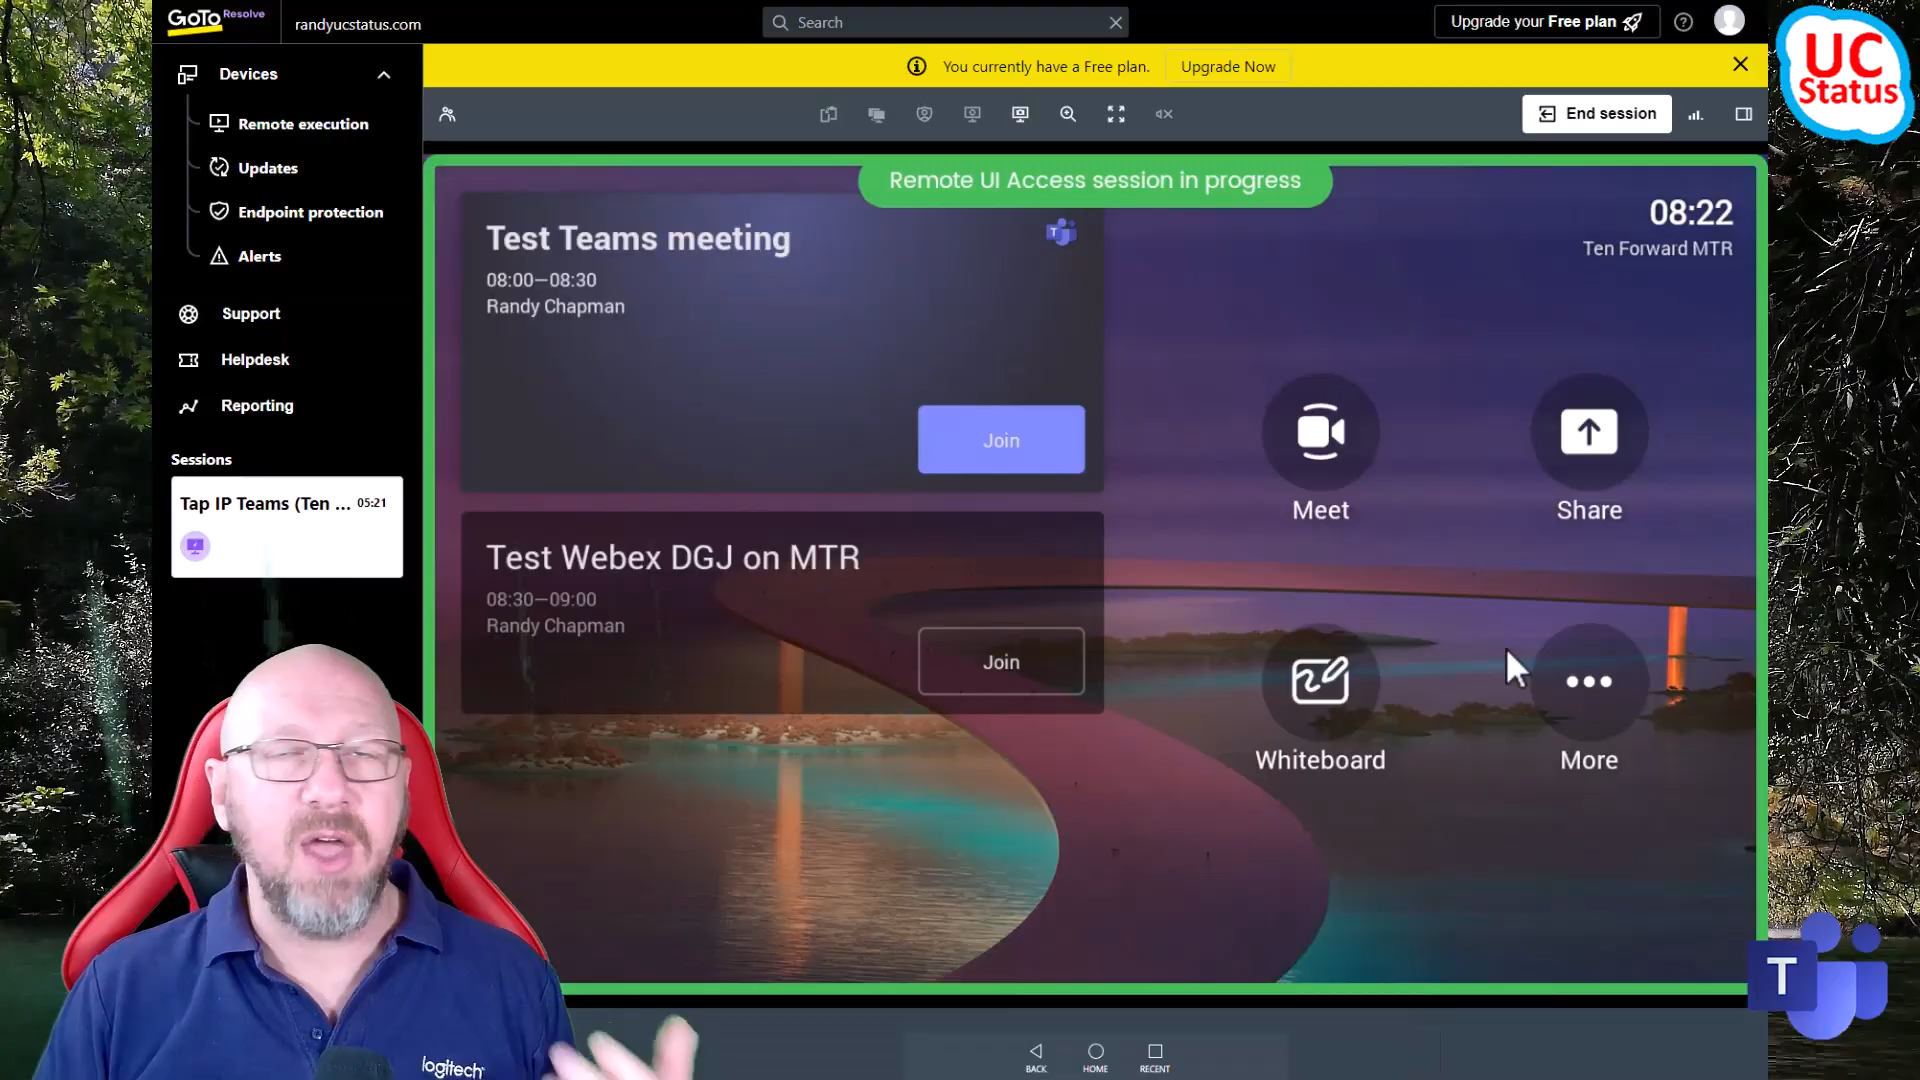 GoTo Resolve
randyucstatus.com
Search
Upgrade your Free plan
UC
Status
Devices
You currently have a Free plan.
Upgrade Now
Remote execution
End session
Updates
Endpoint protection
Alerts
Support
Helpdesk
Reporting
Sessions
Tap IP Teams (Ten ... 05:21
Remote UI Access session in progress
Test Teams meeting
08:00—08:30
Randy Chapman
Join
Test Webex DGJ on MTR
08:30—09:00
Randy Chapman
Join
08:22
Ten Forward MTR
Meet
Share
Whiteboard
More
T
T
logitech
BACK
HOME
RECENT